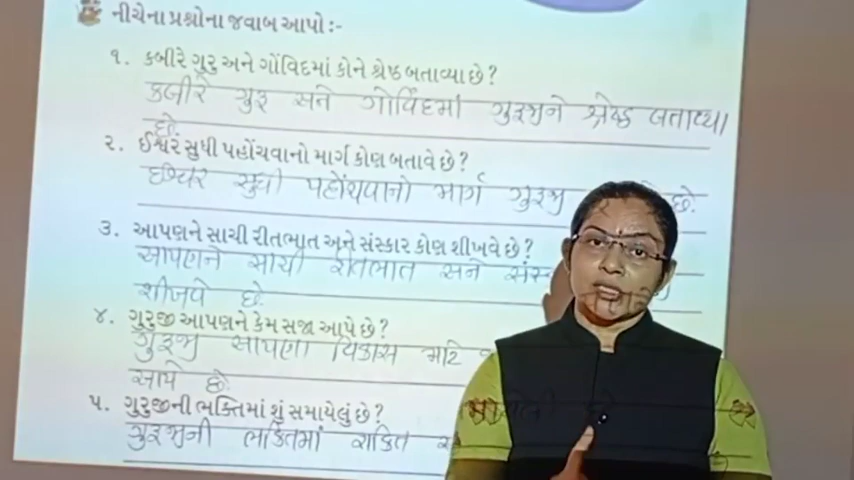 નીચેના પ્રશ્નોના જવાબ આપો :-
૧. કબીરે ગુરુ અને ગોંવિદમાં કોને શ્રેષ્ઠ બતાવ્યા છે ?
કબીરે ગુરૂ અને ગોવિંદમાં ગુરૂજીને શ્રેષ્ઠ બતાવ્યા
છે.
૨. ઈશ્વર સુધી પહોંચવાનો માર્ગ કોણ બતાવે છે ?
ઇશ્વર સુધી પહોંચવાનો માર્ગ ગુરૂજી છે.
૩. આપણને સાચી રીતભાત અને સંસ્કાર કોણ શીખવે છે ?
આપણને સાચી રીતભાત અને
શીખવે છે.
૪. ગુરુજી આપણને કેમ સજા આપે છે ?
ગુરૂજી આપણા વિકાસ માટે
આપે છે.
૫. ગુરુજીની ભક્તિમાં શું સમાયેલું છે ?
ગુરૂજીની ભક્તિમાં શક્તિ છે.